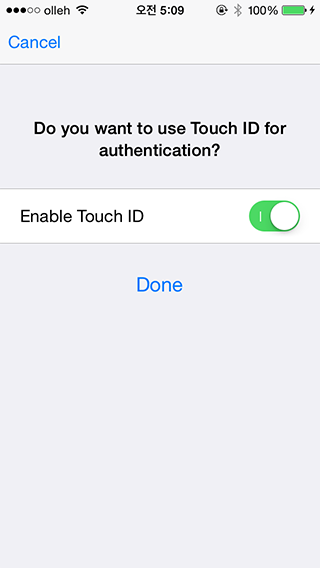 olleh 오전 5:09 100%
Cancel
Do you want to use Touch ID for
authentication?
Enable Touch ID
Done